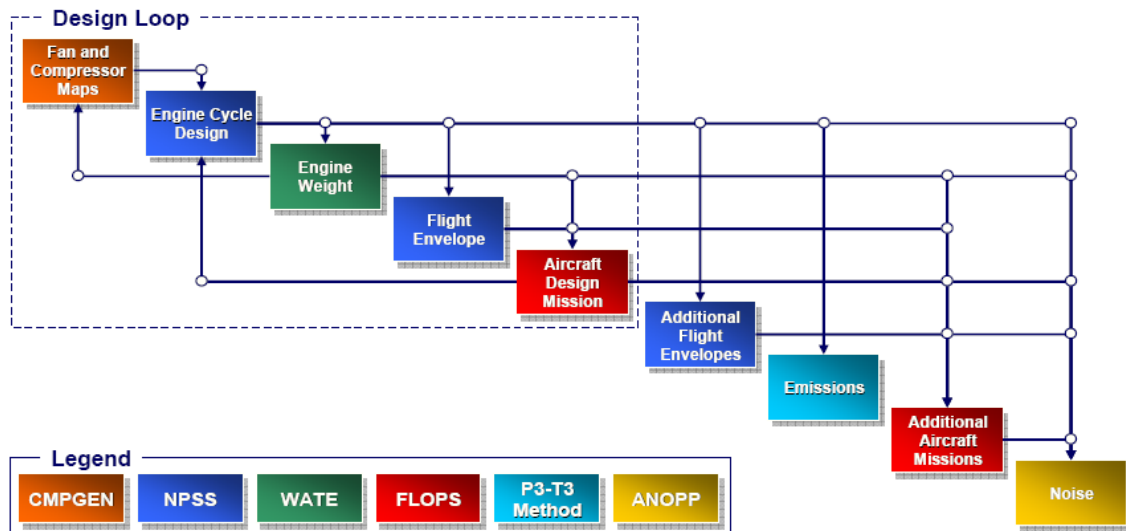 Design Loop
Fan and
Compressor
Maps
Engine Cycle
Design
Engine
Weight
Flight
Envelope
Aircraft
Design
Mission
Additional
Flight
Envelopes
Emissions
Additional
Aircraft
Missions
Noise
Legend
CMPGEN
NPSS
WATE
FLOPS
P3-T3
Method
ANOPP